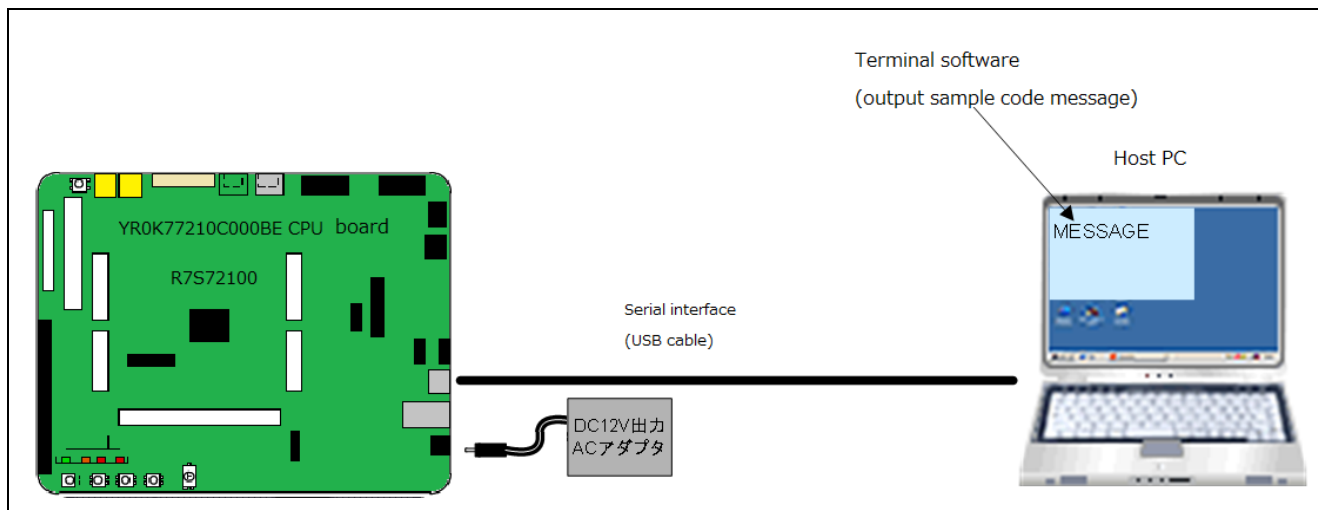 Terminal software
(output sample code message)
Host PC
MESSAGE
YR0K77210C000BE CPU board
R7S72100
Serial interface
(USB cable)
DC12V出力
ACアダプタ